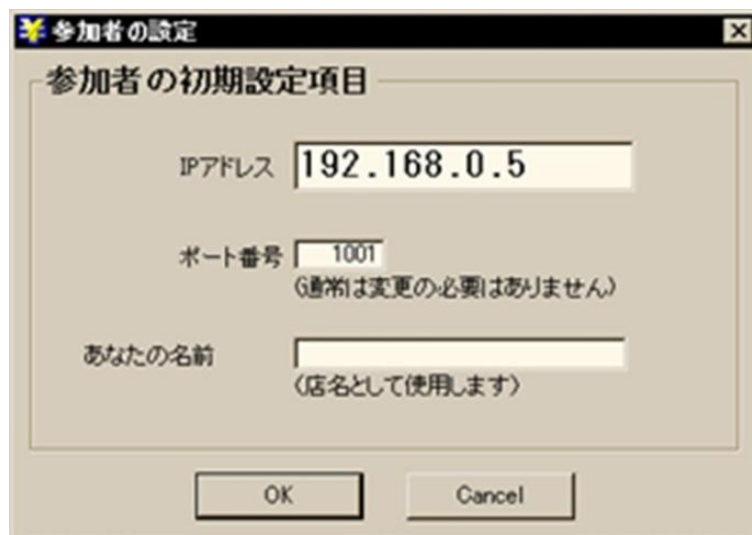 参加者の設定
参加者の初期設定項目
IPアドレス 192.168.0.5
ポート番号 1001
(通常は変更の必要はありません)
あなたの名前
(店名として使用します)
OK Cancel